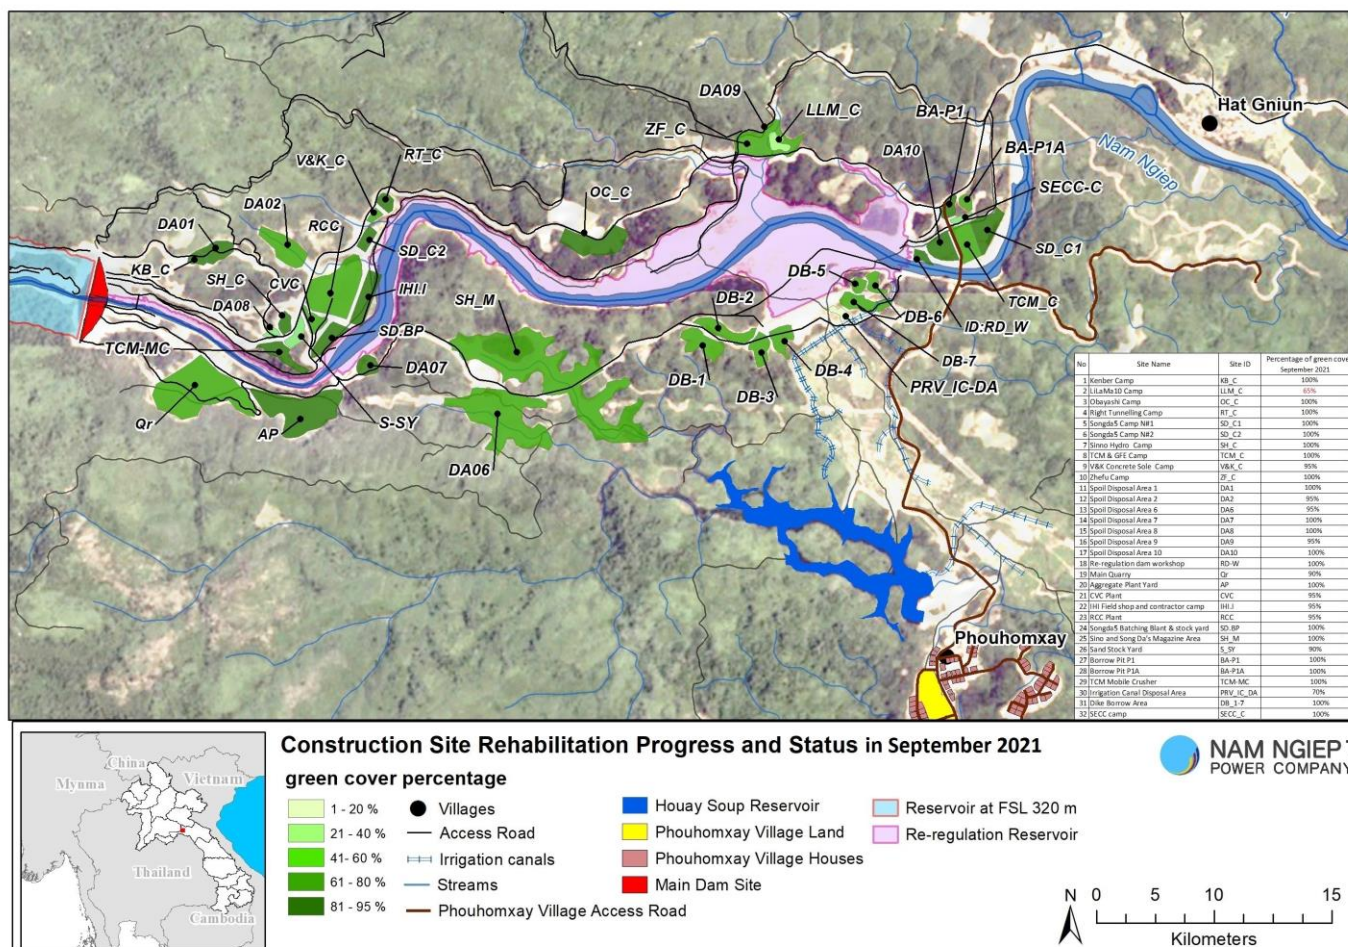 DA09
LLM_C
ZF_C
BA-P1
Hat Gniun
DA10
BA-P1A
Nam Ngiep
V&K_C
RT_C
SECC-C
OC_C
DA02
DA01
RCC
SD_C2
SD_C1
KB_C
SH_C
CVC
IHI.I
SH_M
DB-5
DB-2
TCM_C
DA08
DB-6
ID:RD_W
SD:BP
TCM-MC
DA07
DB-1
DB-3
DB-4
DB-7
PRV_IC-DA
Qr
AP
S-SY
DA06
Phouhomxay
No Site Name Site ID Percentage of green cove
September 2021
1 Kenber Camp KB_C 100%
2 LiLaMa10 Camp LLM_C 65%
3 Obayashi Camp OC_C 100%
4 Right Tunnelling Camp RT_C 100%
5 Songda5 Camp N#1 SD_C1 100%
6 Songda5 Camp N#2 SD_C2 100%
7 Sinno Hydro Camp SH_C 100%
8 TCM & GFE Camp TCM_C 100%
9 V&K Concrete Sole Camp V&K_C 95%
10 Zhefu Camp ZF_C 100%
11 Spoil Disposal Area 1 DA1 100%
12 Spoil Disposal Area 2 DA2 95%
13 Spoil Disposal Area 6 DA6 95%
14 Spoil Disposal Area 7 DA7 100%
15 Spoil Disposal Area 8 DA8 100%
16 Spoil Disposal Area 9 DA9 95%
17 Spoil Disposal Area 10 DA10 100%
18 Re-regulation dam workshop RD-W 100%
19 Main Quarry Qr 90%
20 Aggregate Plant Yard AP 100%
21 CVC Plant CVC 95%
22 IHI Field shop and contractor camp IHI.I 95%
23 RCC Plant RCC 95%
24 Songda5 Batching Blant & stock yard SD.BP 100%
25 Sino and Song Da's Magazine Area SH_M 100%
26 Sand Stock Yard S_SY 90%
27 Borrow Pit P1 BA-P1 100%
28 Borrow Pit P1A BA-P1A 100%
29 TCM Mobile Crusher TCM-MC 100%
30 Irrigation Canal Disposal Area PRV_IC_DA 70%
31 Dike Borrow Area DB_1-7 100%
32 SECC camp SECC_C 100%
China
Mynma
Vietnam
Thailand
Cambodia
Construction Site Rehabilitation Progress and Status in September 2021
green cover percentage
1 - 20 %
21 - 40 %
41- 60 %
61 - 80 %
81 - 95 %
Villages
Access Road
Irrigation canals
Streams
Phouhomxay Village Access Road
Houay Soup Reservoir
Phouhomxay Village Land
Phouhomxay Village Houses
Main Dam Site
Reservoir at FSL 320 m
Re-regulation Reservoir
NAM NGIEP
POWER COMPANY
N
0 5 10 15
Kilometers